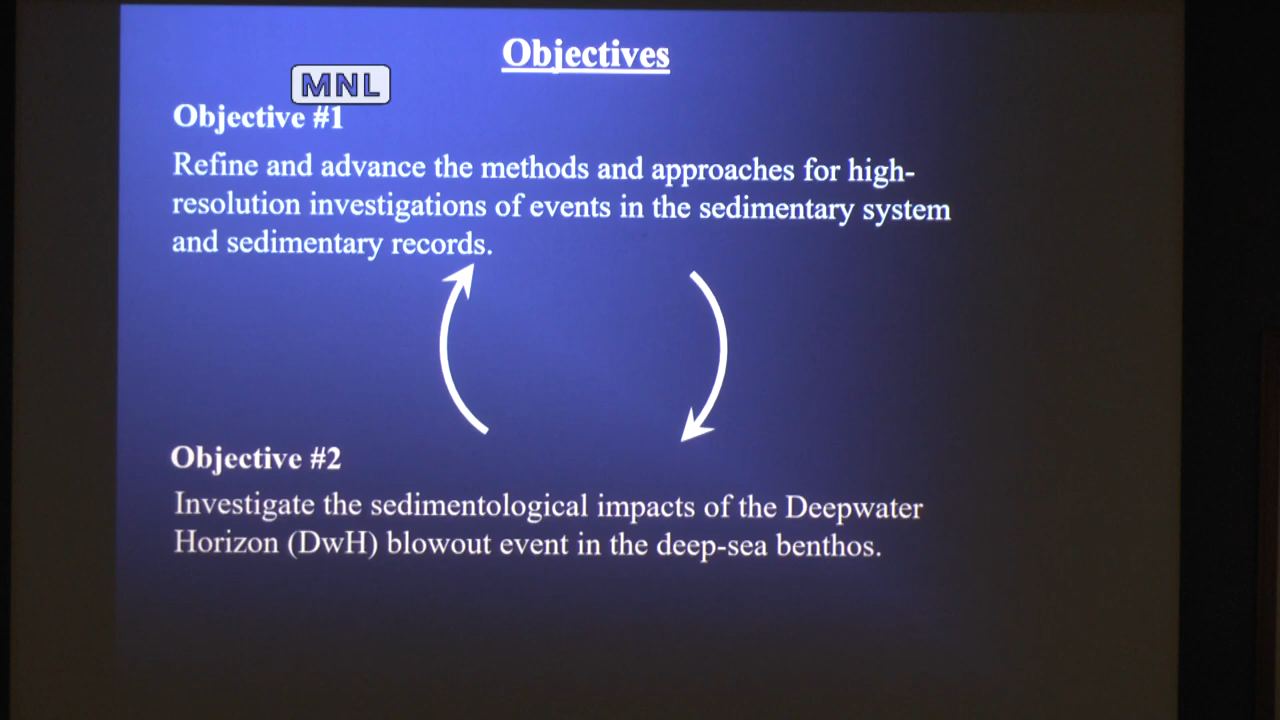 Objectives
MNL
Objective #1
Refine and advance the methods and approaches for high-
resolution investigations of events in the sedimentary system
and sedimentary records.
Objective #2
Investigate the sedimentological impacts of the Deepwater
Horizon (DwH) blowout event in the deep-sea benthos.